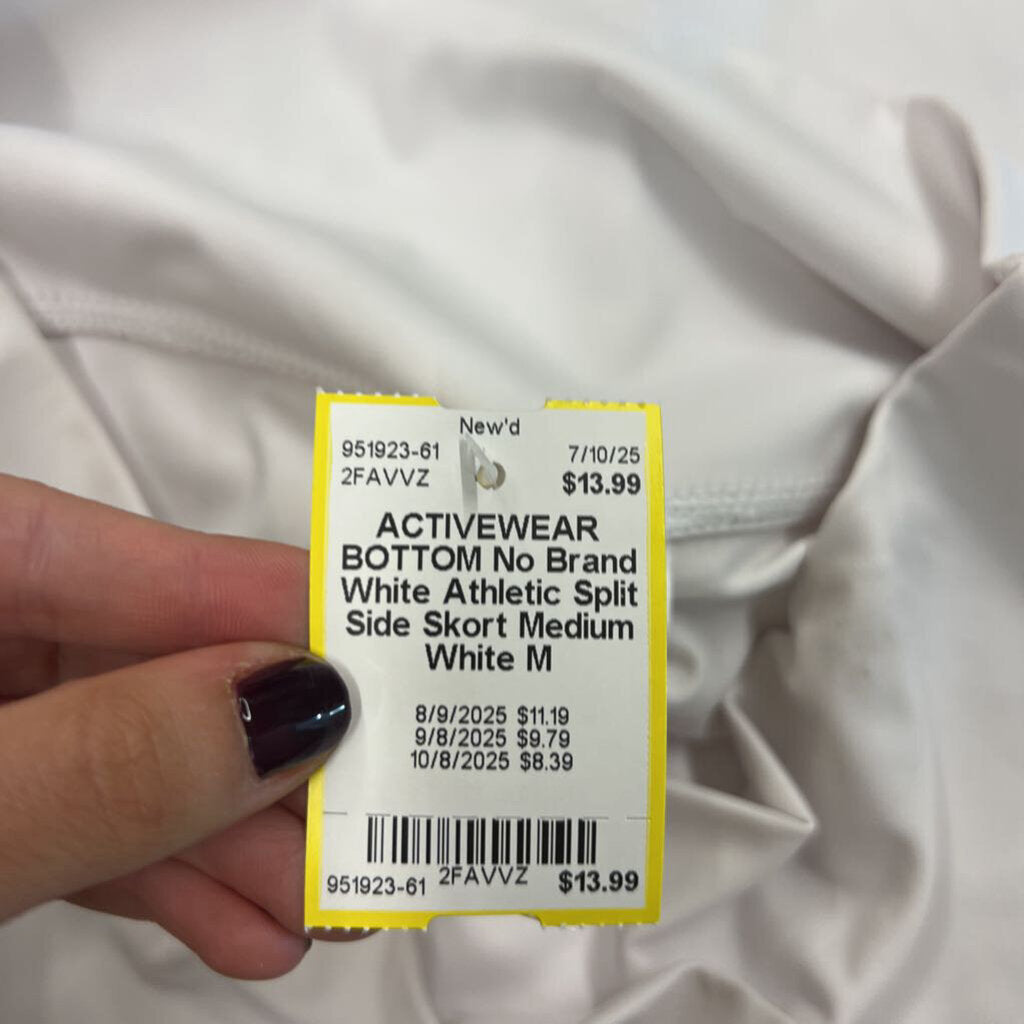 New'd
951923-61 7/10/25
2FAVVZ $13.99
ACTIVEWEAR
BOTTOM No Brand
White Athletic Split
Side Skort Medium
White M
8/9/2025 $11.19
9/8/2025 $9.79
10/8/2025 $8.39
951923-61 2FAVVZ $13.99